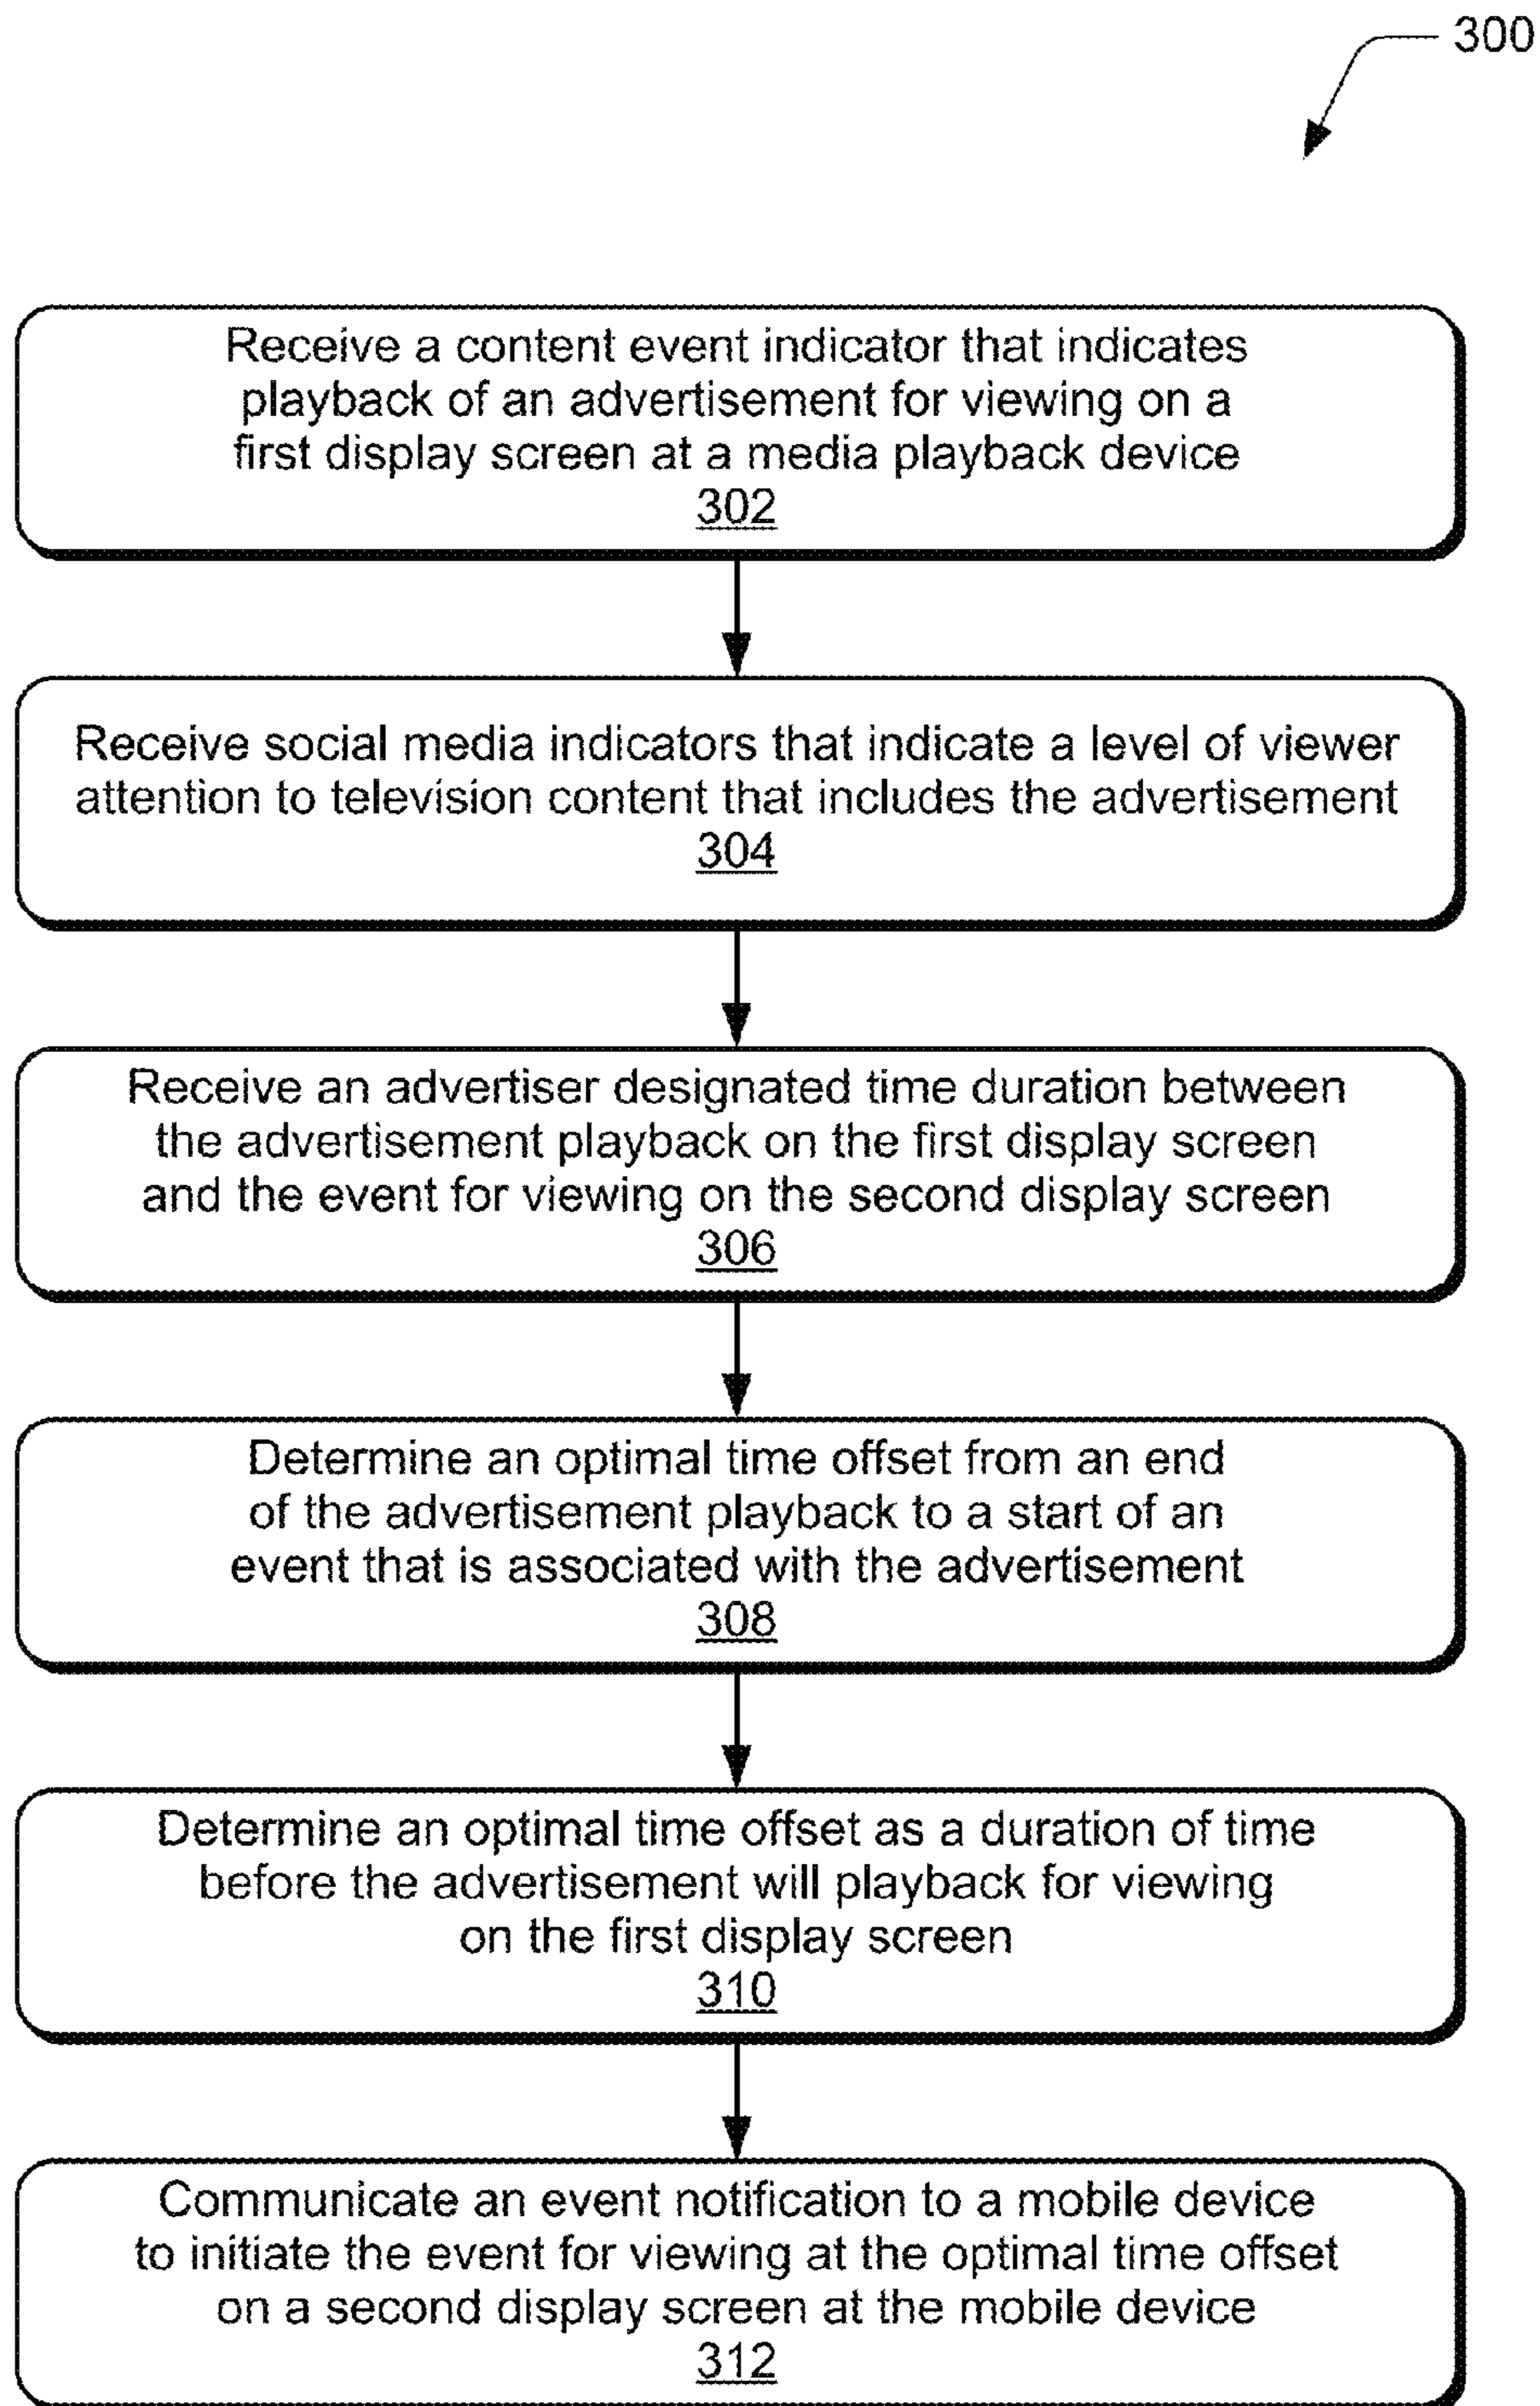 300
Receive a content event indicator that indicates
playback of an advertisement for viewing on a
first display screen at a media playback device
302
Receive social media indicators that indicate a level of viewer
attention to television content that includes the advertisement
304
Receive an advertiser designated time duration between
the advertisement playback on the first display screen
and the event for viewing on the second display screen
306
Determine an optimal time offset from an end
of the advertisement playback to a start of an
event that is associated with the advertisement
308
Determine an optimal time offset as a duration of time
before the advertisement will playback for viewing
on the first display screen
310
Communicate an event notification to a mobile device
to initiate the event for viewing at the optimal time offset
on a second display screen at the mobile device
312